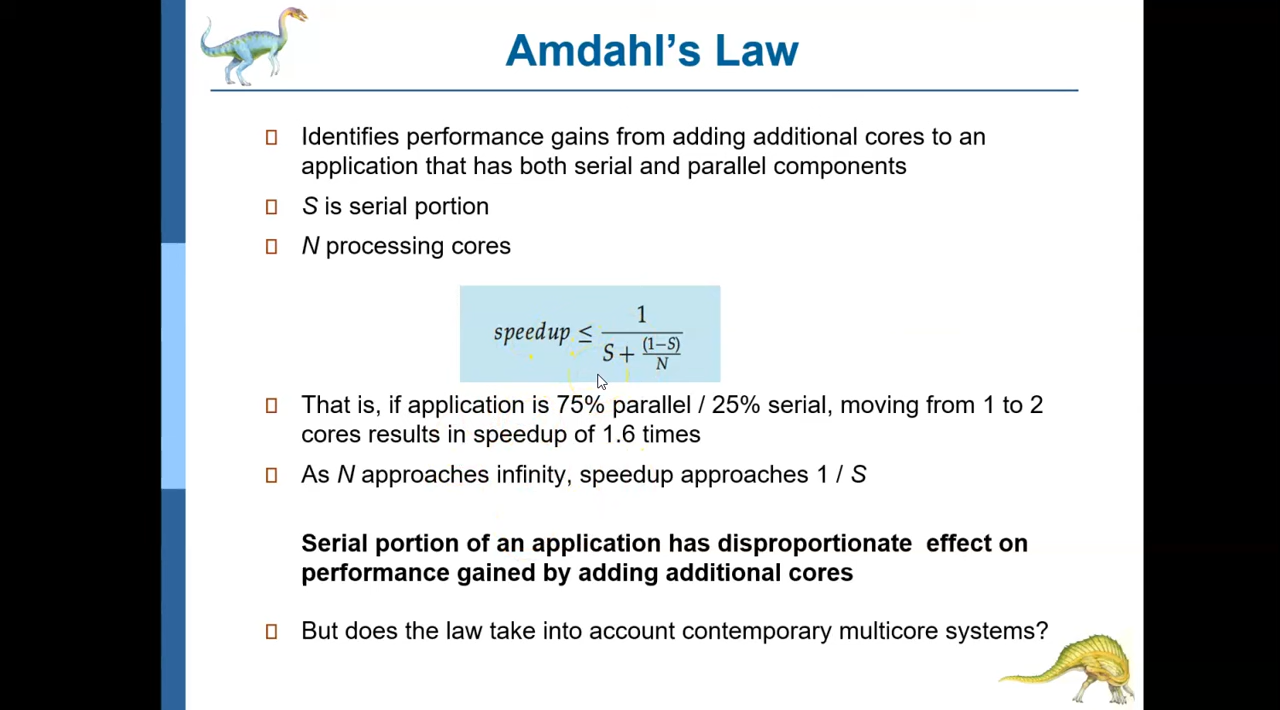 Amdahl's Law
Identifies performance gains from adding additional cores to an
application that has both serial and parallel components
S is serial portion
N processing cores
speedup ≤ 1 / (S + (1−S)/N)
That is, if application is 75% parallel / 25% serial, moving from 1 to 2
cores results in speedup of 1.6 times
As N approaches infinity, speedup approaches 1 / S
Serial portion of an application has disproportionate effect on
performance gained by adding additional cores
But does the law take into account contemporary multicore systems?